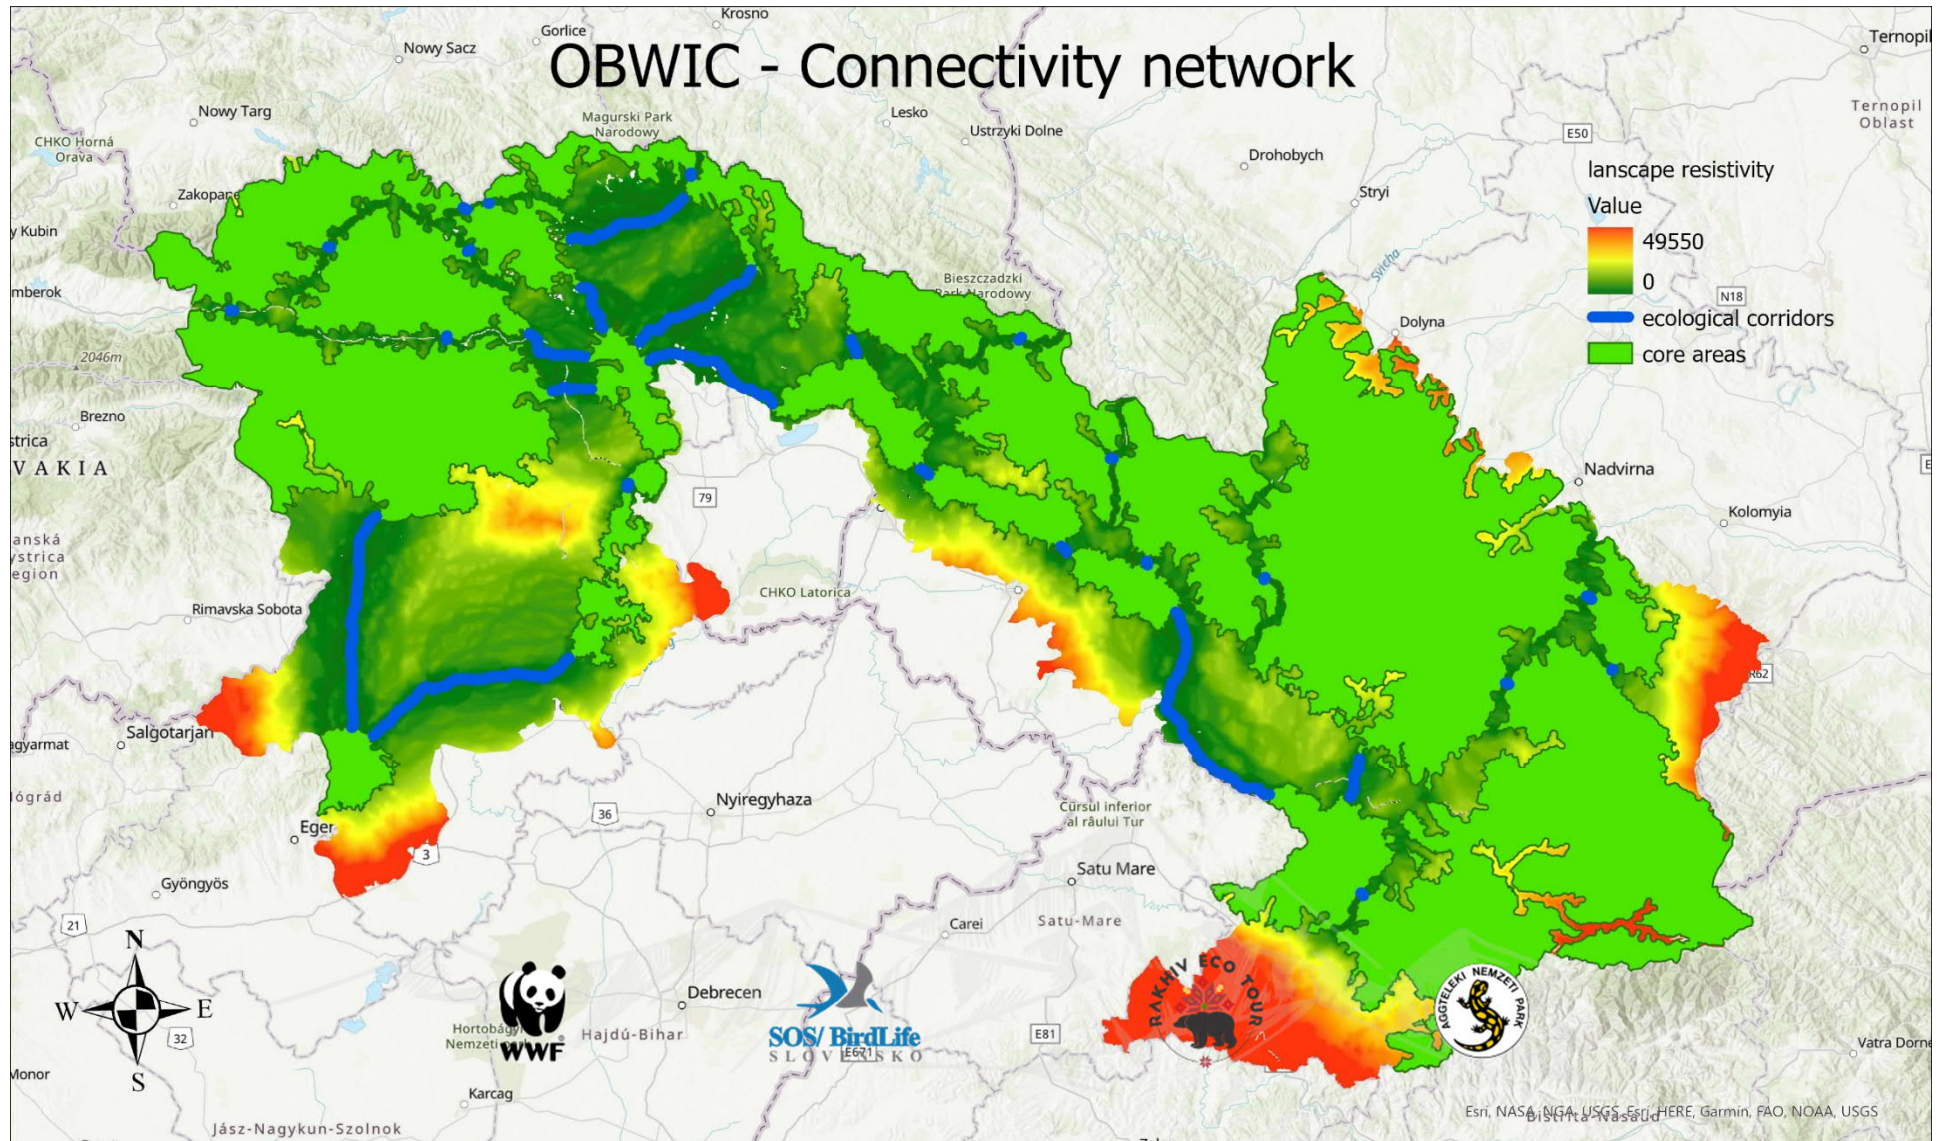 OBWIC - Connectivity network
Krosno
Gorlice
Nowy Sacz
Ternopil
Nowy Targ
Magurski Park
Narodowy
Lesko
Ustrzyki Dolne
E50
Ternopil
Oblast
CHKO Horná
Orava
Drohobych
Zakopane
Stryi
lanscape resistivity
Value
49550
0
ecological corridors
core areas
y Kubin
Svicha
Bieszczadzki
Park Narodowy
mberok
N18
Dolyna
2046m
Brezno
strica
VAKIA
79
Nadvirna
Kolomyia
anská
ystrica
egion
CHKO Latorica
Rimavska Sobota
R62
Salgotarjan
agyarmat
lógrád
Nyiregyhaza
36
Cursul inferior
al râului Tur
Eger
3
Satu Mare
Gyöngyös
21
Carei
Satu-Mare
N
W
E
S
32
Debrecen
Hortobágyi
Nemzeti park
Hajdú-Bihar
WWF
SOS/ BirdLife
SLOVENSKO
E671
E81
RAKHIV ECO TOUR
AGGTELEKI NEMZETI PARK
Vatra Dorne
Monor
Karcag
Jász-Nagykun-Szolnok
Bistrita-Nasaud
Esri, NASA, NGA, USGS, Esri, HERE, Garmin, FAO, NOAA, USGS